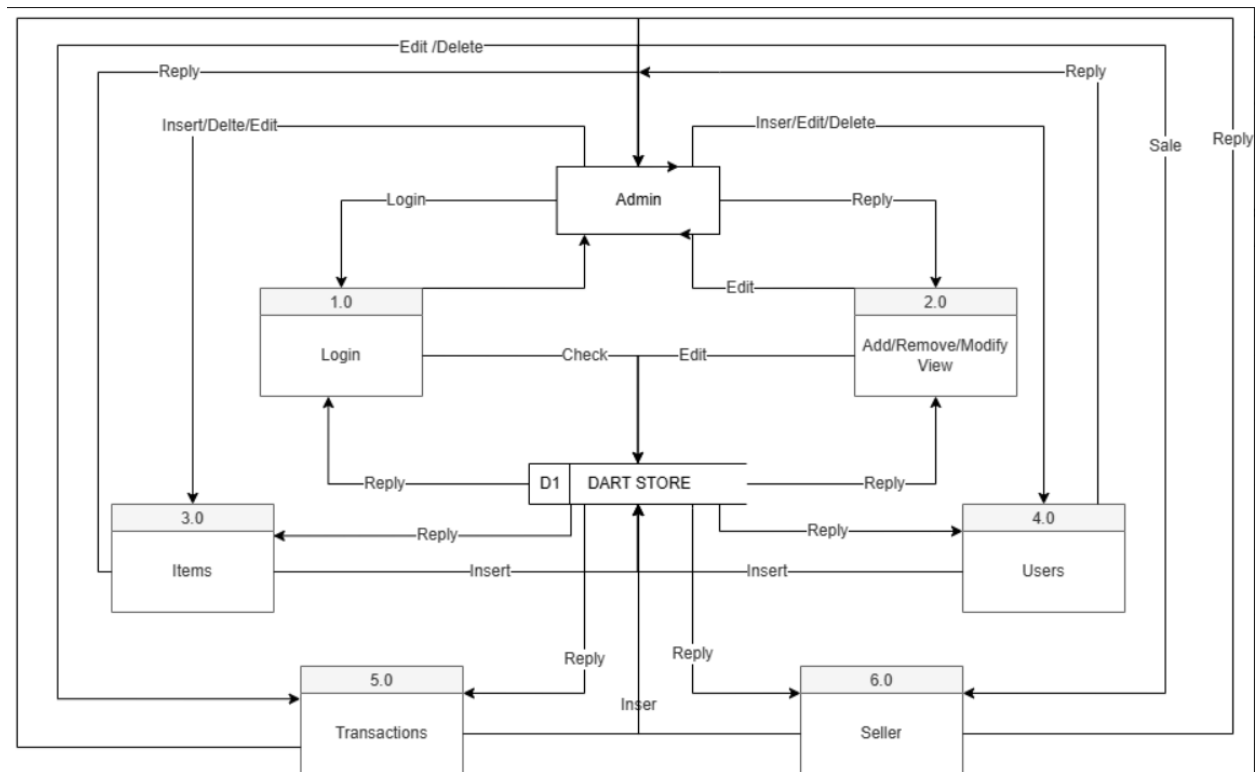 Edit /Delete
Reply
Reply
Insert/Delte/Edit
Inser/Edit/Delete
Sale
Reply
Login
Admin
Reply
1.0
Login
Edit
2.0
Add/Remove/Modify
View
Check
Edit
Reply
D1
DART STORE
Reply
3.0
Items
Reply
Reply
4.0
Users
Insert
Insert
Reply
Reply
5.0
Transactions
Inser
6.0
Seller